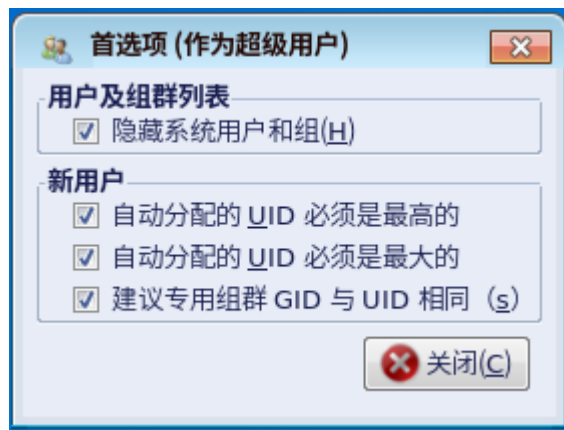 首选项 (作为超级用户)
用户及组群列表
隐藏系统用户和组(H)
新用户
自动分配的 UID 必须是最高的
自动分配的 UID 必须是最大的
建议专用组群 GID 与 UID 相同（s）
关闭(C)